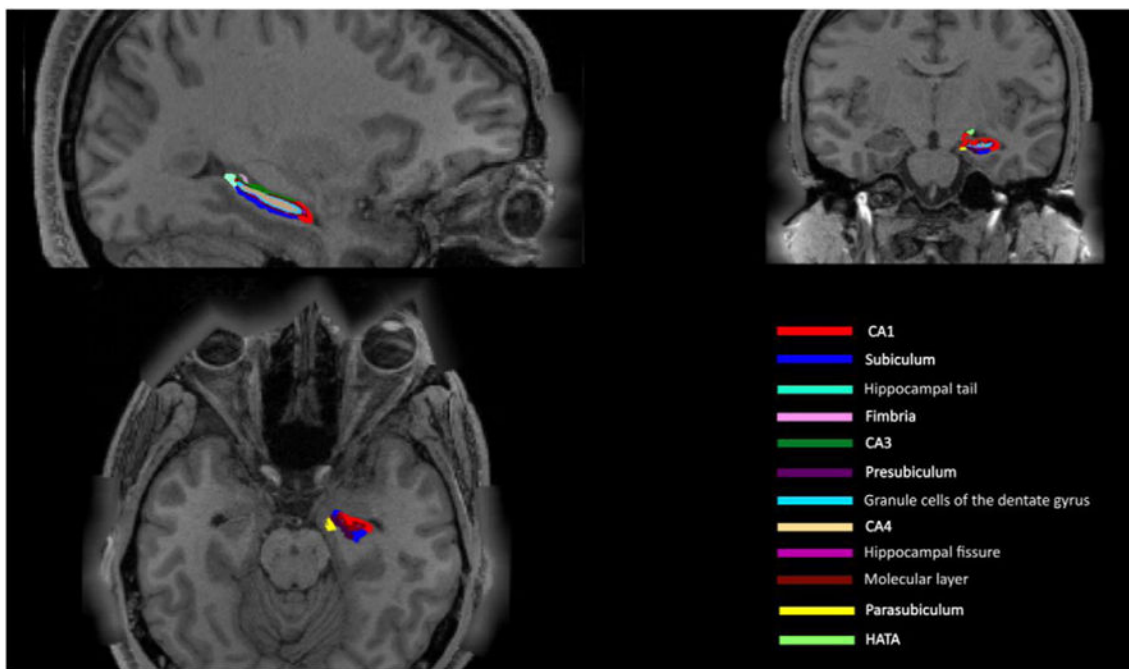 CA1
Subiculum
Hippocampal tail
Fimbria
CA3
Presubiculum
Granule cells of the dentate gyrus
CA4
Hippocampal fissure
Molecular layer
Parasubiculum
HATA